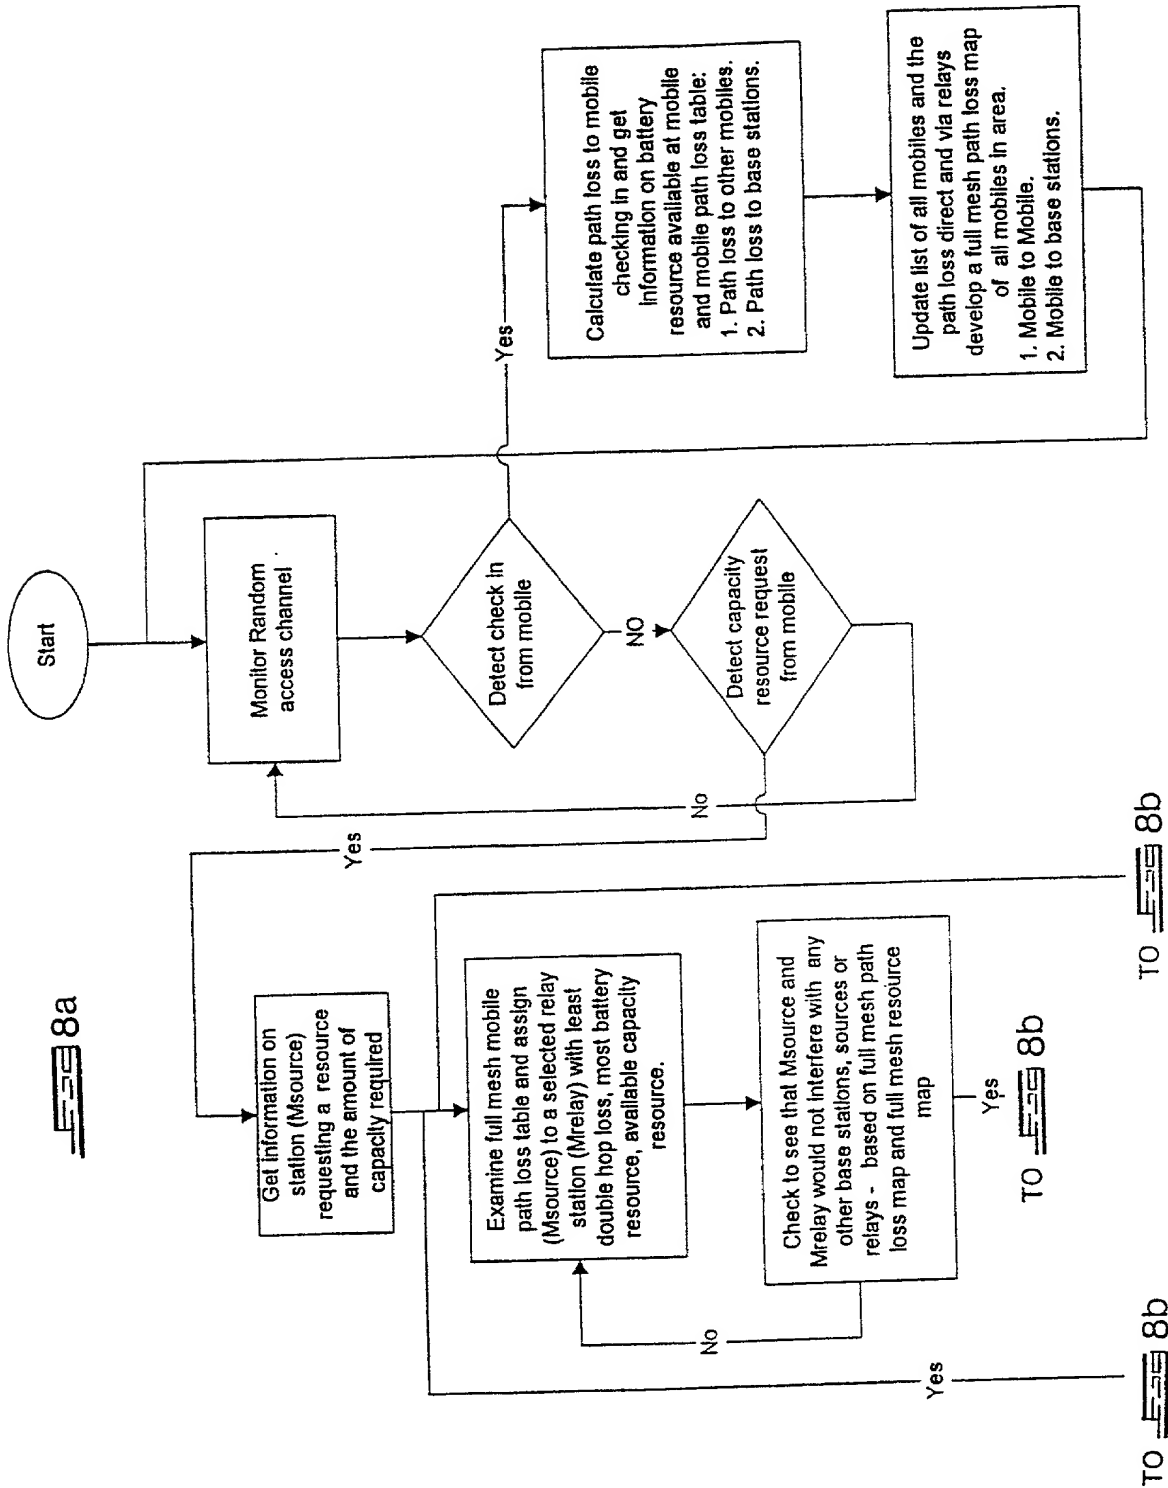 Fig 8a
Start
Monitor Random
access channel
Detect check in
from mobile
Yes
NO
Calculate path loss to mobile
checking in and get
information on battery
resource available at mobile
and mobile path loss table:
1. Path loss to other mobiles.
2. Path loss to base stations.
Update list of all mobiles and the
path loss direct and via relays
develop a full mesh path loss map
of all mobiles in area.
1. Mobile to Mobile.
2. Mobile to base stations.
Detect capacity
resource request
from mobile
No
Yes
Get information on
station (Msource)
requesting a resource
and the amount of
capacity required
Examine full mesh mobile
path loss table and assign
(Msource) to a selected relay
station (Mrelay) with least
double hop loss, most battery
resource, available capacity
resource.
Check to see that Msource and
Mrelay would not Interfere with any
other base stations, sources or
relays - based on full mesh path
loss map and full mesh resource
map
No
Yes
Yes
TO Fig 8b
TO Fig 8b
TO Fig 8b